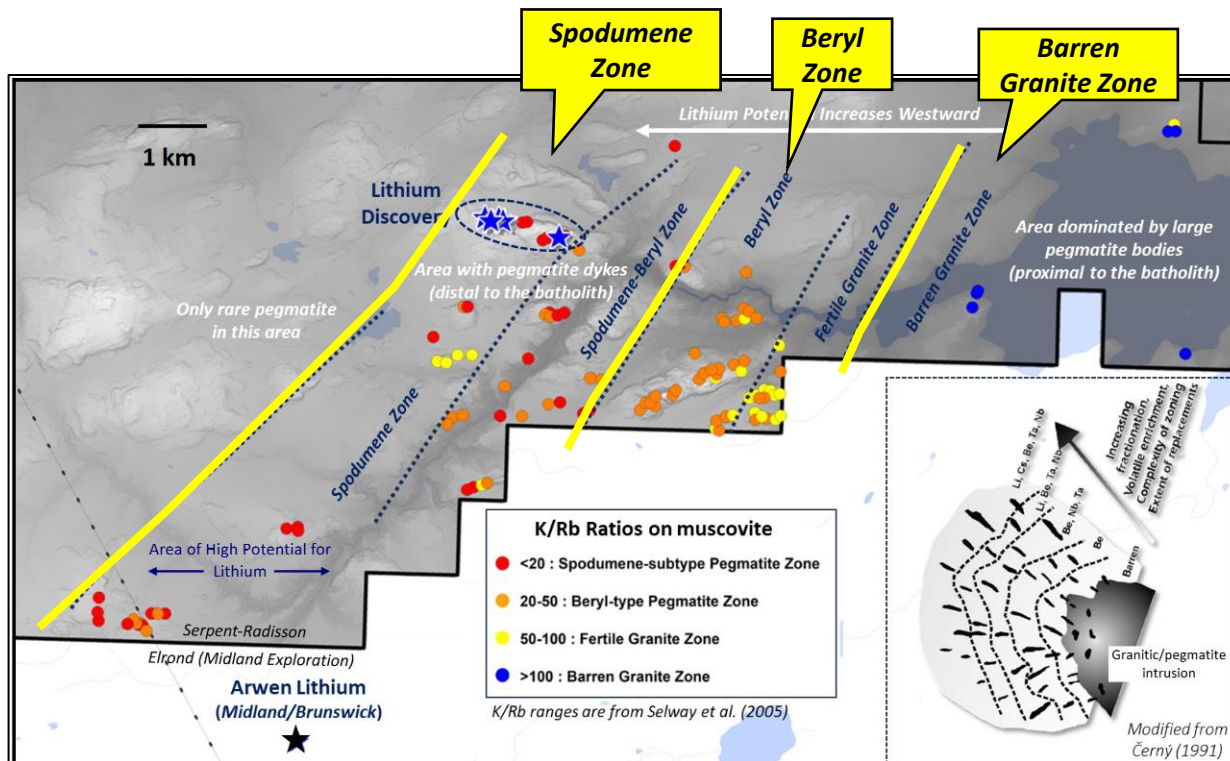 Spodumene
Zone
Beryl
Zone
Barren
Granite Zone
1 km
Lithium Poten
Increases Westward
Lithium
Discover
Area with pegmatite dykes
(distal to the batholith)
Only rare pegmatite
in this area
Spodumene-Beryl Zone
Beryl Zone
Fertile Granite Zone
Barren Granite Zone
Area dominated by large
pegmatite bodies
(proximal to the batholith)
Spodumene Zone
Area of High Potential for
Lithium
Serpent-Radisson
Elrond (Midland Exploration)
Arwen Lithium
(Midland/Brunswick)
K/Rb Ratios on muscovite
<20 : Spodumene-subtype Pegmatite Zone
20-50 : Beryl-type Pegmatite Zone
50-100 : Fertile Granite Zone
>100 : Barren Granite Zone
K/Rb ranges are from Selway et al. (2005)
Increasing
fractionation,
Volatile enrichment,
Complexity of zoning
Extent of replacements
Li, Cs, Be, Ta, Nb
Li, Be, Ta, Nb
Be, Nb, Ta
Be
Barren
Granitic/pegmatite
intrusion
Modified from
Černý (1991)